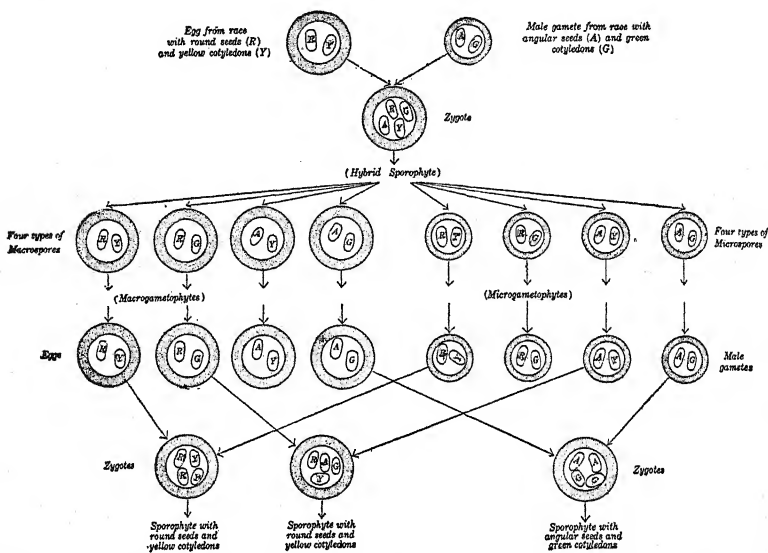 Egg from race
with round seeds (R)
and yellow cotyledons (Y)
Male gamete from race with
angular seeds (A) and green
cotyledons (G)
R Y
A G
R G
A Y
Zygote
(Hybrid Sporophyte)
Four types of
Macrospores
R Y
R G
A Y
A G
R Y
R G
A Y
A G
Four types of
Microspores
(Macrogametophytes)
(Microgametophytes)
Eggs
R Y
R G
A Y
A G
R Y
R G
A Y
A G
Male
gametes
Zygotes
R Y
R
R A G
Y
A A
G G
Zygotes
Sporophyte with
round seeds and
yellow cotyledons
Sporophyte with
round seeds and
yellow cotyledons
Sporophyte with
angular seeds and
green cotyledons